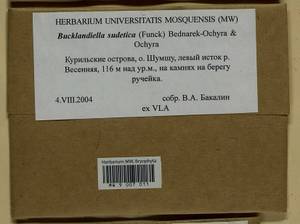 HERBARIUM UNIVERSITATIS MOSQUENSIS (MW)
Bucklandiella sudetica (Funck) Bednarek-Ochyra &
Ochyra
Курильские острова, о. Шумшу, левый исток р.
Весенняя, 116 м над ур.м., на камнях на берегу
ручейка.
4.VIII.2004 собр. В.А. Бакалин
ex VLA
Herbarium MW, Bryophyta